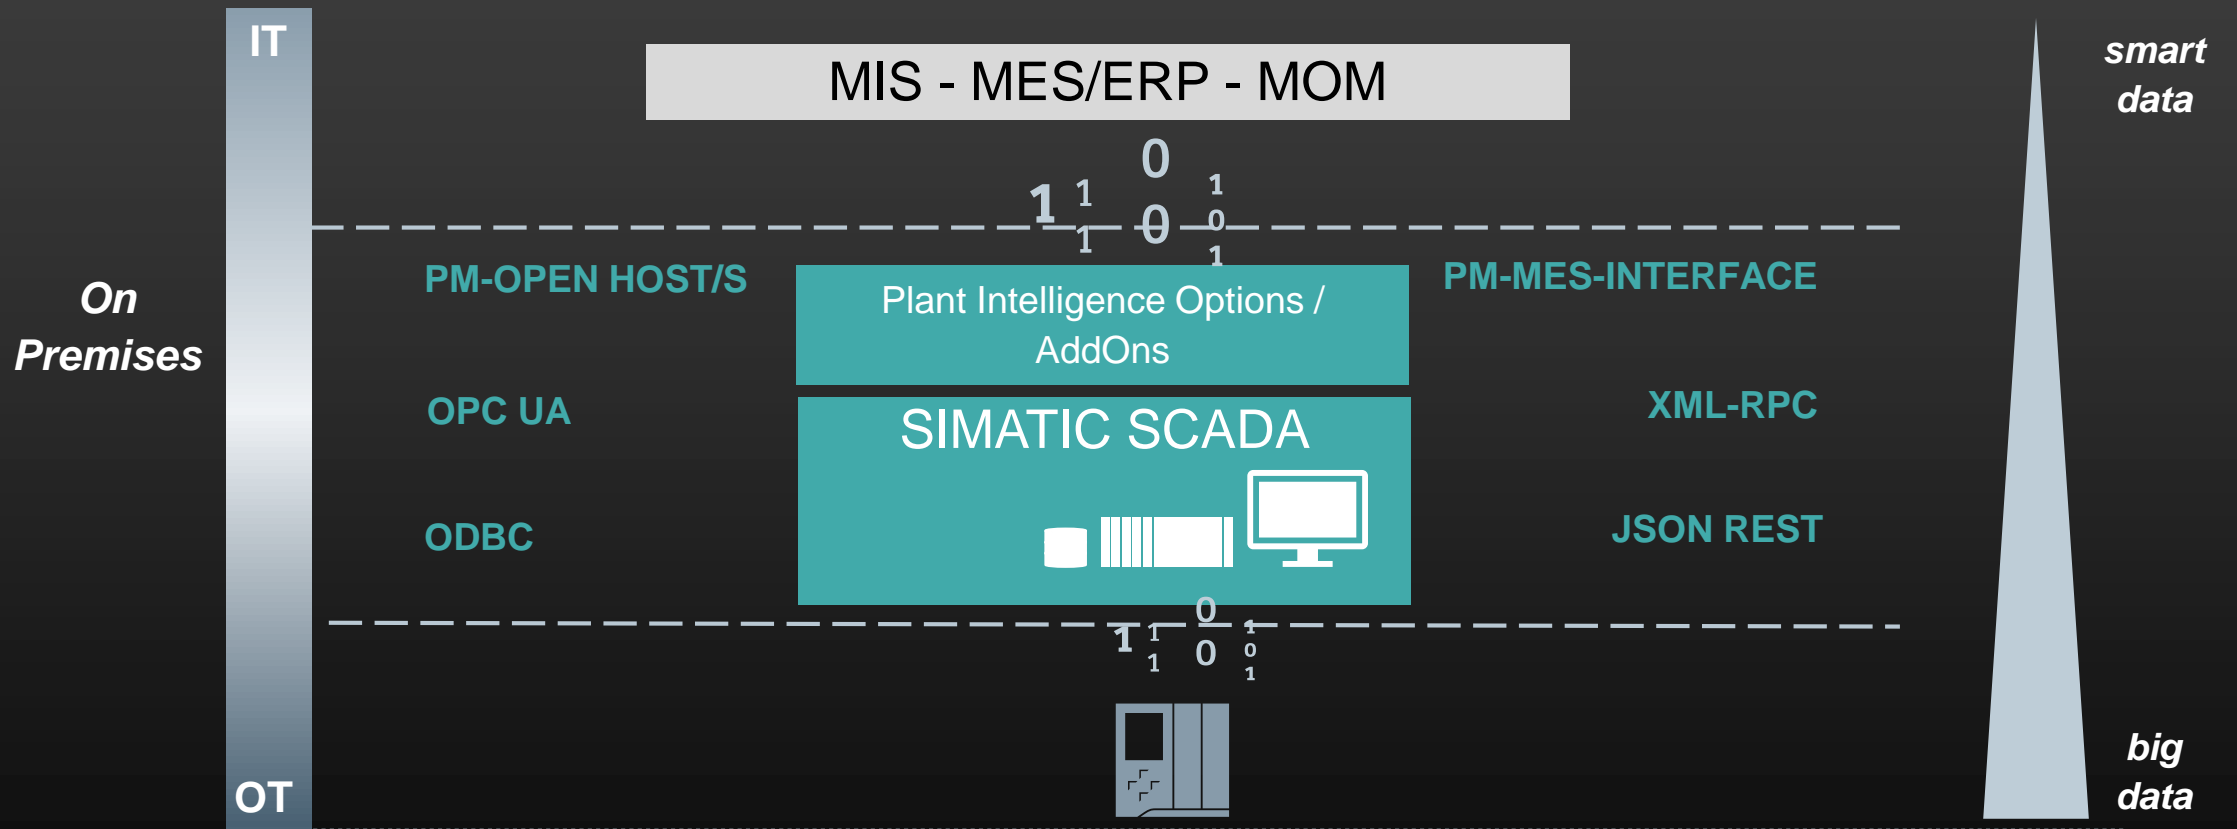 IT
smart
data
MIS - MES/ERP - MOM
0
1 1 1
0 0
1 1
On
Premises
PM-OPEN HOST/S
Plant Intelligence Options /
AddOns
PM-MES-INTERFACE
OPC UA
SIMATIC SCADA
XML-RPC
ODBC
JSON REST
0
1 1 1
1 0 0
1
OT
big
data